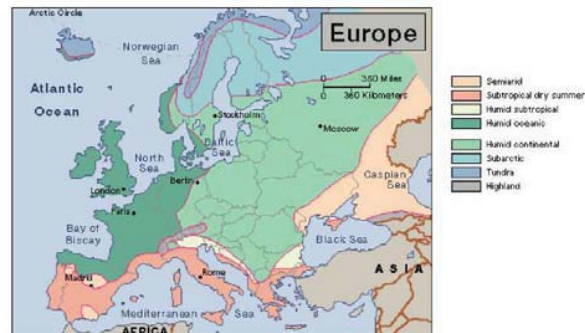 Arctic Circle
Norwegian
Sea
Europe
Atlantic
Ocean
0 360 Miles
0 360 Kilometers
Stockholm
Moscow
North
Sea
Baltic
Sea
Berlin
London
Paris
Caspian
Sea
Bay of
Biscay
Black Sea
Madrid
Rome
ASIA
Mediterranean Sea
AFRICA
Semiarid
Subtropical dry summer
Humid subtropical
Humid oceanic
Humid continental
Subarctic
Tundra
Highland